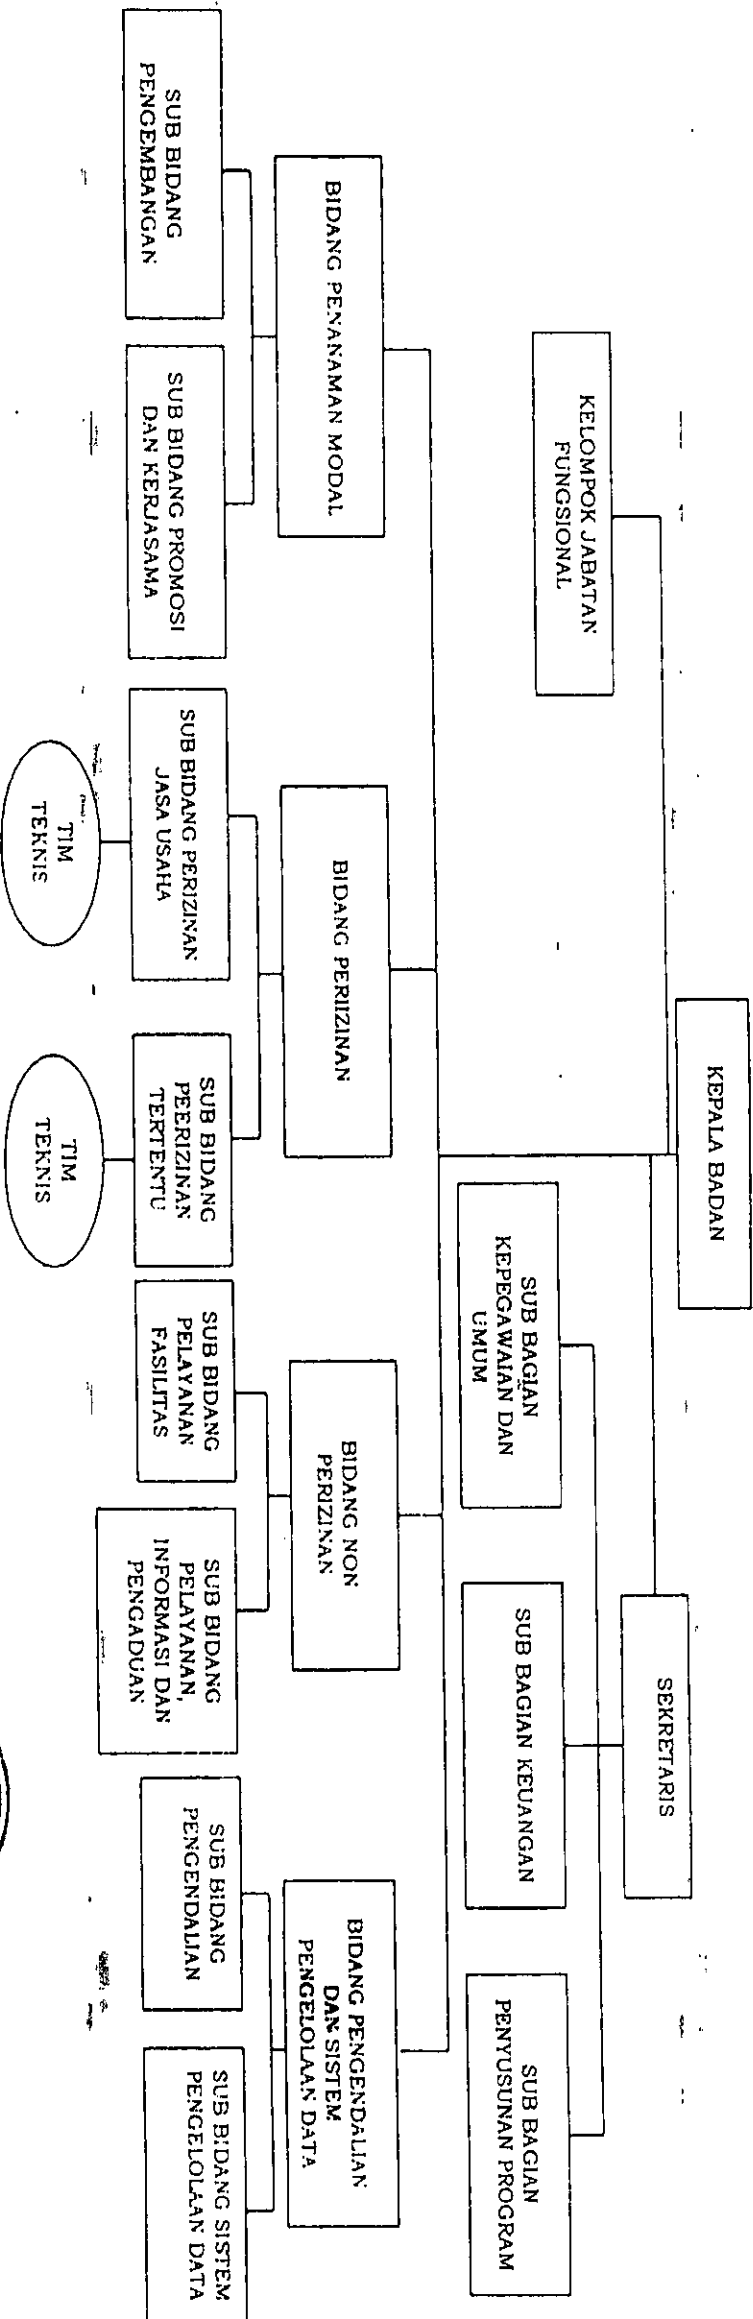 KEPALA BADAN
SEKRETARIS
KELOMPOK JABATAN
FUNGSIONAL
SUB BAGIAN
KEPEGAWAIAN DAN
UMUM
SUB BAGIAN KEUANGAN
SUB BAGIAN
PENYUSUNAN PROGRAM
BIDANG PENANAMAN MODAL
BIDANG PERIIZINAN
BIDANG NON
PERIZINAN
BIDANG PENGENDALIAN
DAN SISTEM
PENGELOLAAN DATA
SUB BIDANG
PENGEMBANGAN
SUB BIDANG PROMOSI
DAN KERJASAMA
SUB BIDANG PERIZINAN
JASA USAHA
SUB BIDANG
PEERIZINAN
TERTENTU
SUB BIDANG
PELAYANAN
FASILITAS
SUB BIDANG
PELAYANAN,
INFORMASI DAN
PENGADUAN
SUB BIDANG
PENGENDALIAN
SUB BIDANG SISTEM
PENGELOLAAN DATA
TIM
TEKNIS
TIM
TEKNIS